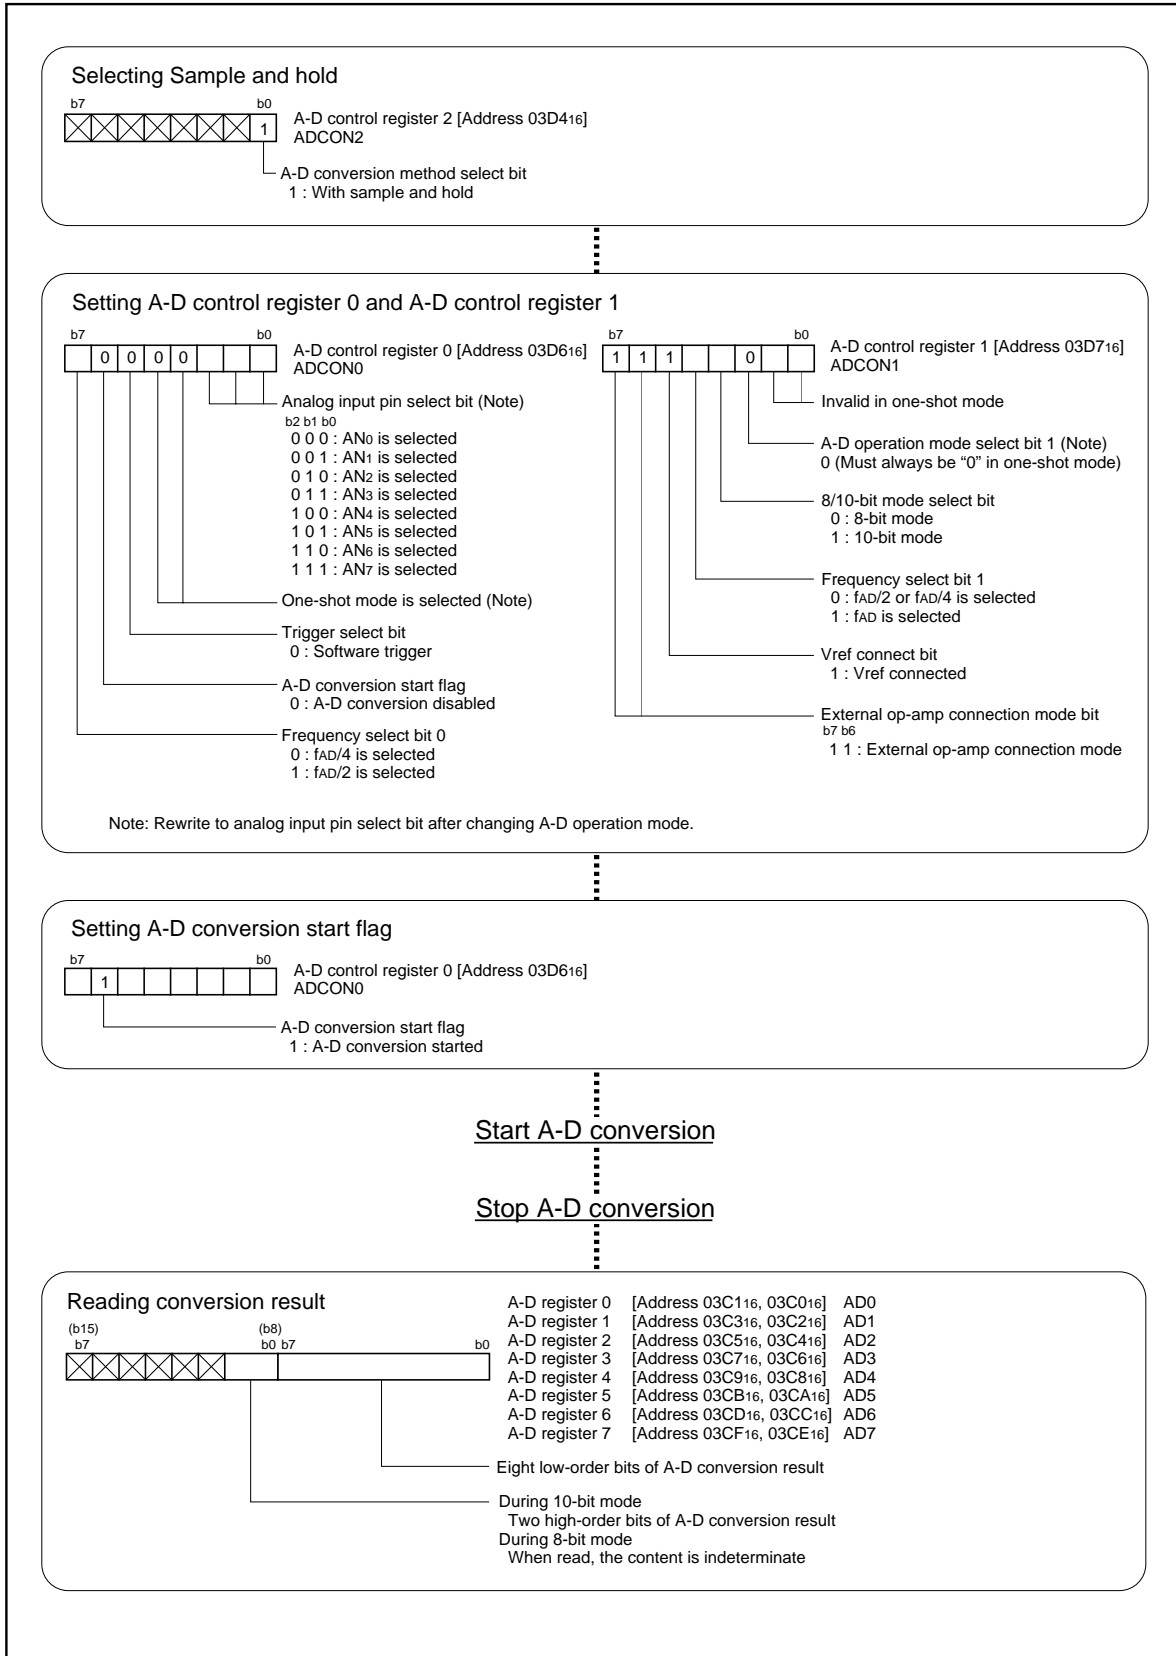 Selecting Sample and hold
b7 b0
1
A-D control register 2 [Address 03D416]
ADCON2
A-D conversion method select bit
1 : With sample and hold
Setting A-D control register 0 and A-D control register 1
b7 b0
0 0 0 0
A-D control register 0 [Address 03D616]
ADCON0
Analog input pin select bit (Note)
b2 b1 b0
0 0 0 : AN0 is selected
0 0 1 : AN1 is selected
0 1 0 : AN2 is selected
0 1 1 : AN3 is selected
1 0 0 : AN4 is selected
1 0 1 : AN5 is selected
1 1 0 : AN6 is selected
1 1 1 : AN7 is selected
One-shot mode is selected (Note)
Trigger select bit
0 : Software trigger
A-D conversion start flag
0 : A-D conversion disabled
Frequency select bit 0
0 : fAD/4 is selected
1 : fAD/2 is selected
b7 b0
1 1 1 0
A-D control register 1 [Address 03D716]
ADCON1
Invalid in one-shot mode
A-D operation mode select bit 1 (Note)
0 (Must always be “0” in one-shot mode)
8/10-bit mode select bit
0 : 8-bit mode
1 : 10-bit mode
Frequency select bit 1
0 : fAD/2 or fAD/4 is selected
1 : fAD is selected
Vref connect bit
1 : Vref connected
External op-amp connection mode bit
b7 b6
1 1 : External op-amp connection mode
Note: Rewrite to analog input pin select bit after changing A-D operation mode.
Setting A-D conversion start flag
b7 b0
1
A-D control register 0 [Address 03D616]
ADCON0
A-D conversion start flag
1 : A-D conversion started
Start A-D conversion
Stop A-D conversion
Reading conversion result
(b15) (b8)
b7 b0 b7 b0
A-D register 0 [Address 03C116, 03C016] AD0
A-D register 1 [Address 03C316, 03C216] AD1
A-D register 2 [Address 03C516, 03C416] AD2
A-D register 3 [Address 03C716, 03C616] AD3
A-D register 4 [Address 03C916, 03C816] AD4
A-D register 5 [Address 03CB16, 03CA16] AD5
A-D register 6 [Address 03CD16, 03CC16] AD6
A-D register 7 [Address 03CF16, 03CE16] AD7
Eight low-order bits of A-D conversion result
During 10-bit mode
Two high-order bits of A-D conversion result
During 8-bit mode
When read, the content is indeterminate